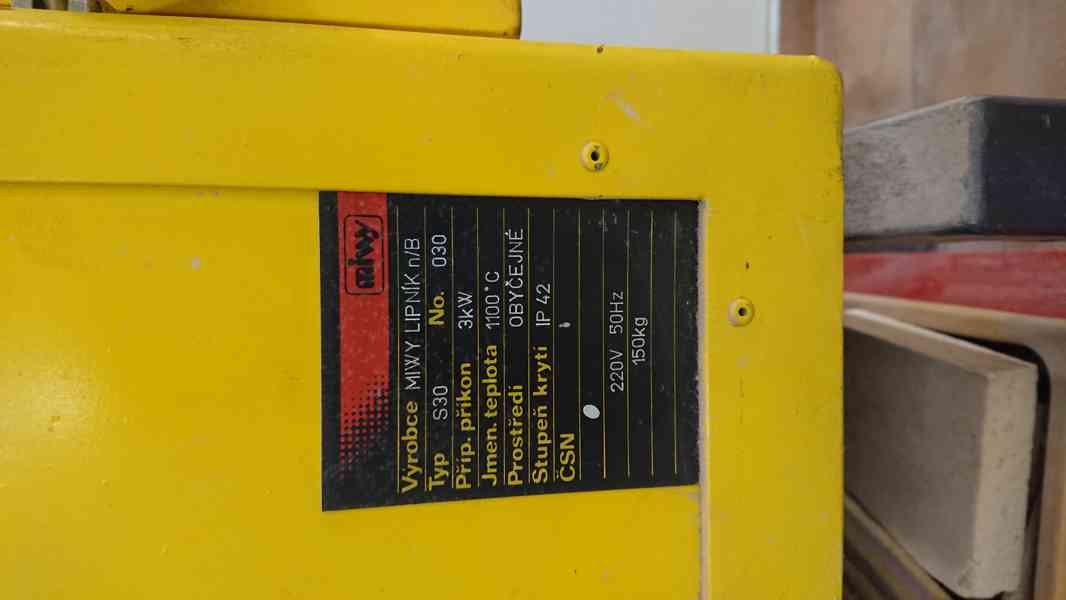 miwy
Výrobce MIWY LIPNÍK n/B
Typ S30 No. 030
Příp. příkon 3kW
Jmen. teplota 1100°C
Prostředí OBYČEJNÉ
Stupeň krytí IP 42
ČSN
220V 50Hz
150kg